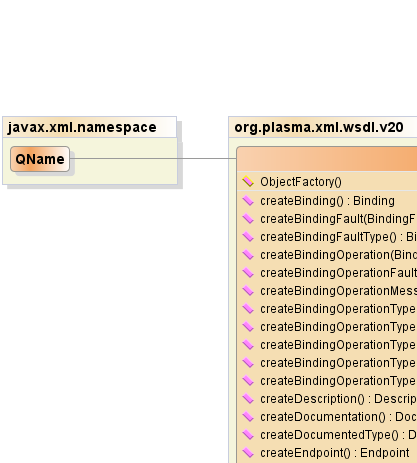 javax.xml.namespace
QName
org.plasma.xml.wsdl.v20
ObjectFactory()
createBinding() : Binding
createBindingFault(BindingF
createBindingFaultType() : Bi
createBindingOperation(Bind
createBindingOperationFault
createBindingOperationMess
createBindingOperationType
createBindingOperationType
createBindingOperationType
createBindingOperationType
createBindingOperationType
createDescription() : Descrip
createDocumentation() : Doc
createDocumentedType() : D
createEndpoint() : Endpoint